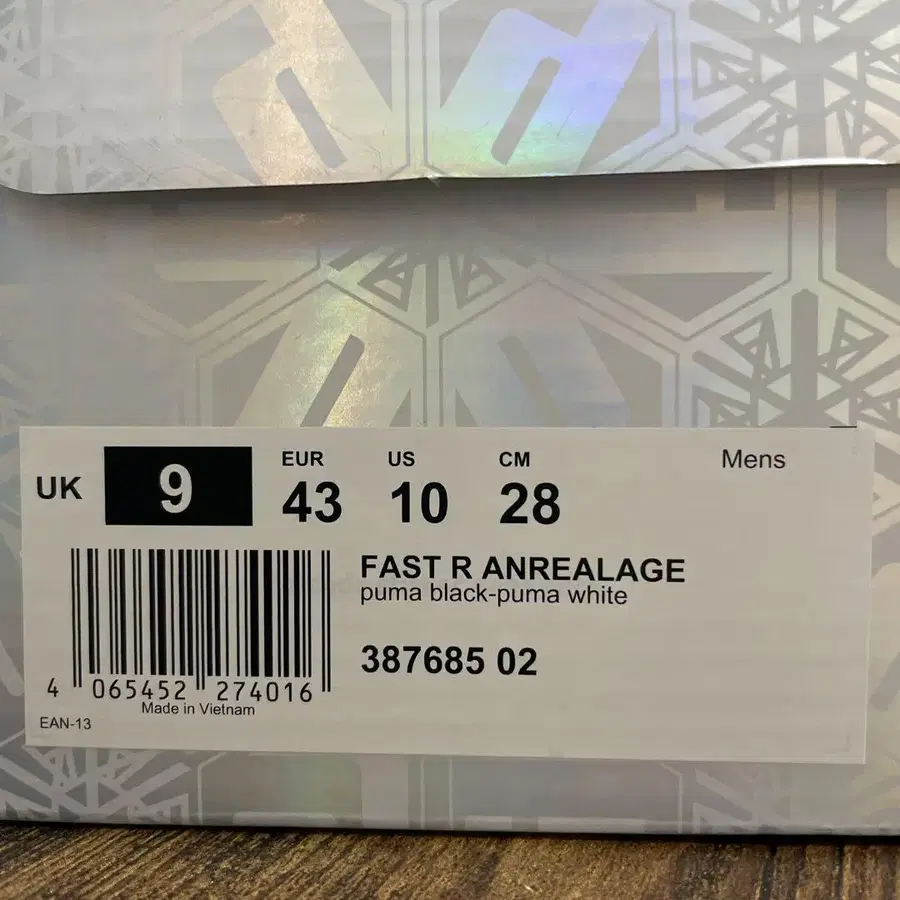 UK 9
EUR US CM
43 10 28
Mens
FAST R ANREALAGE
puma black-puma white
387685 02
4 065452 274016
Made in Vietnam
EAN-13